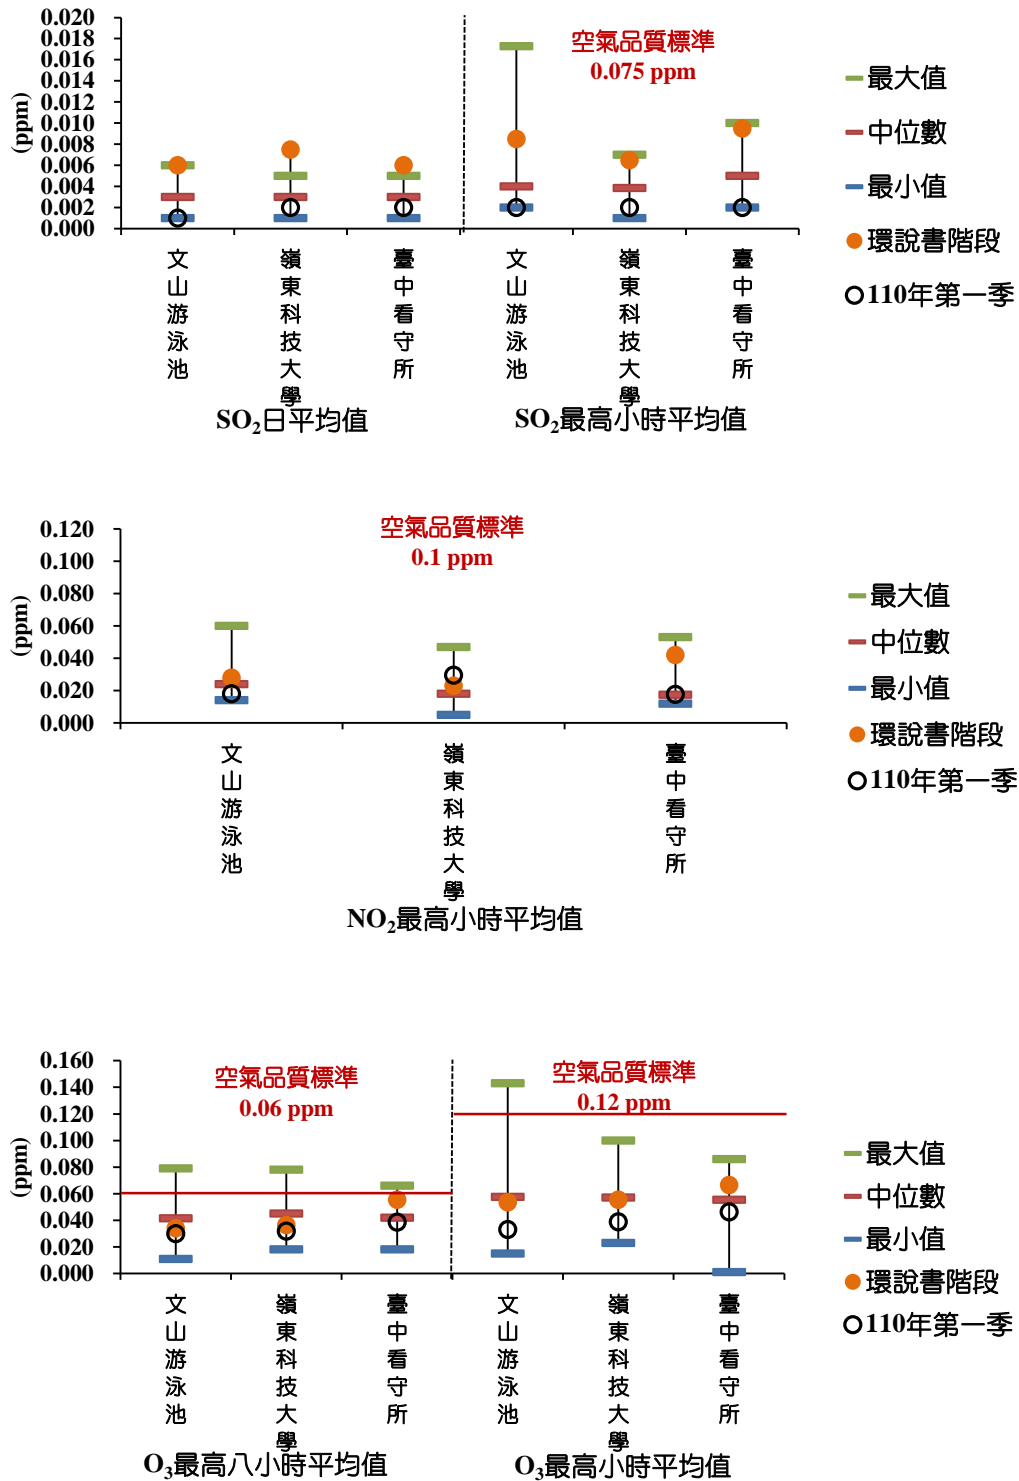 0.020
0.018
0.016
0.014
0.012
0.010
0.008
0.006
0.004
0.002
0.000
(ppm)
空氣品質標準
0.075 ppm
最大值
中位數
最小值
環說書階段
110年第一季
文山游泳池
嶺東科技大學
臺中看守所
文山游泳池
嶺東科技大學
臺中看守所
SO2日平均值
SO2最高小時平均值
0.120
0.100
0.080
0.060
0.040
0.020
0.000
(ppm)
空氣品質標準
0.1 ppm
最大值
中位數
最小值
環說書階段
110年第一季
文山游泳池
嶺東科技大學
臺中看守所
NO2最高小時平均值
0.160
0.140
0.120
0.100
0.080
0.060
0.040
0.020
0.000
(ppm)
空氣品質標準
0.06 ppm
空氣品質標準
0.12 ppm
最大值
中位數
最小值
環說書階段
110年第一季
文山游泳池
嶺東科技大學
臺中看守所
文山游泳池
嶺東科技大學
臺中看守所
O3最高八小時平均值
O3最高小時平均值